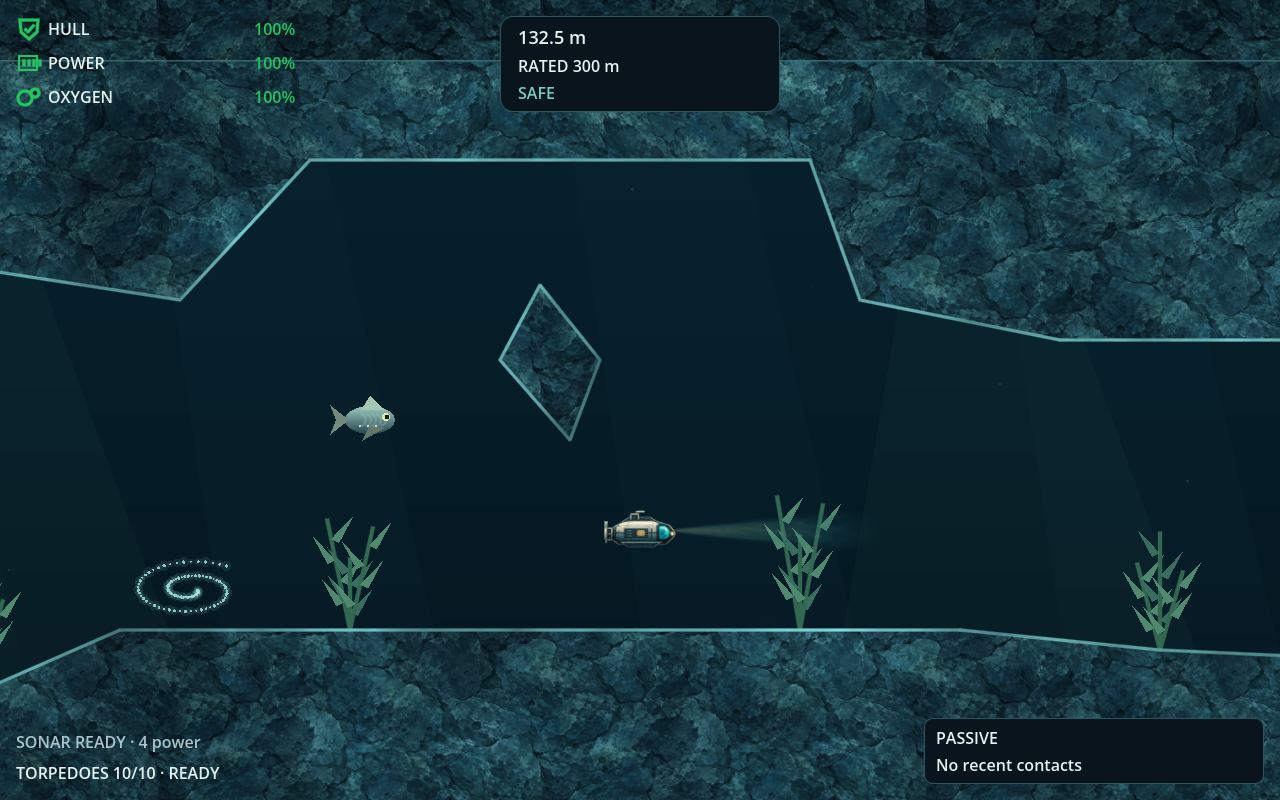 HULL 100%
POWER 100%
OXYGEN 100%
132.5 m
RATED 300 m
SAFE
SONAR READY · 4 power
TORPEDOES 10/10 · READY
PASSIVE
No recent contacts